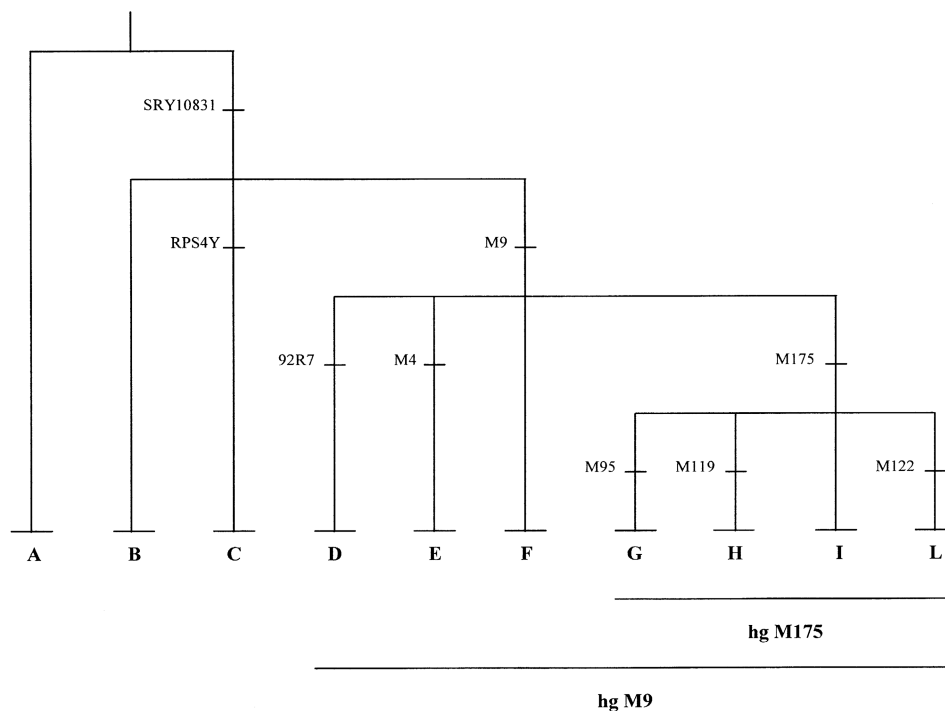 SRY10831
RPS4Y
M9
92R7
M4
M175
M95
M119
M122
A B C D E F G H I L
hg M175
hg M9